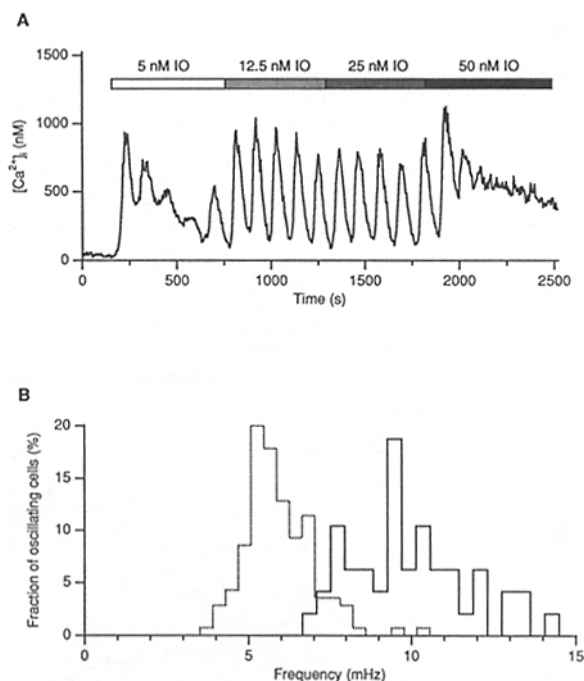 A
1500
1000
500
0
[Ca²⁺]ᵢ (nM)
5 nM IO 12.5 nM IO 25 nM IO 50 nM IO
0 500 1000 1500 2000 2500
Time (s)
B
20
15
10
5
0
Fraction of oscillating cells (%)
0 5 10 15
Frequency (mHz)